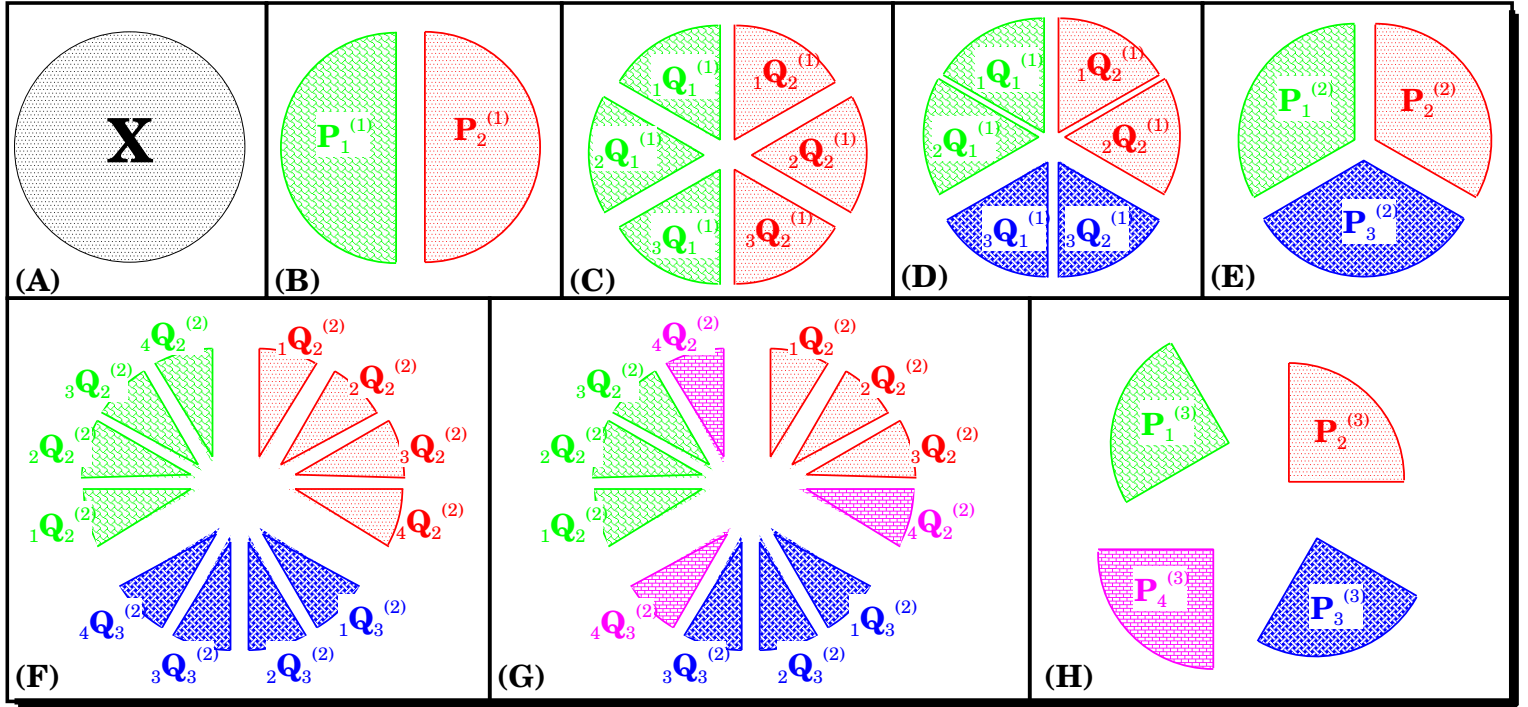 X
(A)
P₁⁽¹⁾
P₂⁽¹⁾
(B)
₁Q₁⁽¹⁾
₁Q₂⁽¹⁾
₂Q₁⁽¹⁾
₂Q₂⁽¹⁾
₃Q₁⁽¹⁾
₃Q₂⁽¹⁾
(C)
₁Q₁⁽¹⁾
₁Q₂⁽¹⁾
₂Q₁⁽¹⁾
₂Q₂⁽¹⁾
₃Q₁⁽¹⁾
₃Q₂⁽¹⁾
(D)
P₁⁽²⁾
P₂⁽²⁾
P₃⁽²⁾
(E)
₄Q₂⁽²⁾
₁Q₂⁽²⁾
₃Q₂⁽²⁾
₂Q₂⁽²⁾
₂Q₂⁽²⁾
₃Q₂⁽²⁾
₁Q₂⁽²⁾
₄Q₂⁽²⁾
₄Q₃⁽²⁾
₁Q₃⁽²⁾
₃Q₃⁽²⁾
₂Q₃⁽²⁾
(F)
₄Q₂⁽²⁾
₁Q₂⁽²⁾
₃Q₂⁽²⁾
₂Q₂⁽²⁾
₂Q₂⁽²⁾
₃Q₂⁽²⁾
₁Q₂⁽²⁾
₄Q₂⁽²⁾
₄Q₃⁽²⁾
₁Q₃⁽²⁾
₃Q₃⁽²⁾
₂Q₃⁽²⁾
(G)
P₁⁽³⁾
P₂⁽³⁾
P₄⁽³⁾
P₃⁽³⁾
(H)